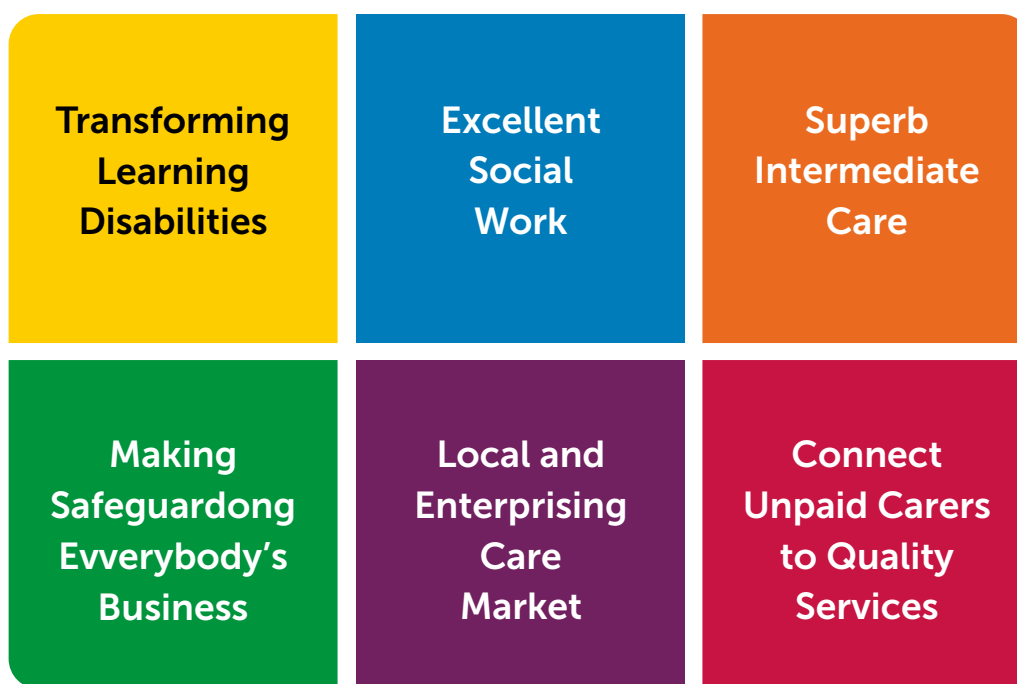 Transforming
Learning
Disabilities
Excellent
Social
Work
Superb
Intermediate
Care
Making
Safeguardong
Evverybody’s
Business
Local and
Enterprising
Care
Market
Connect
Unpaid Carers
to Quality
Services